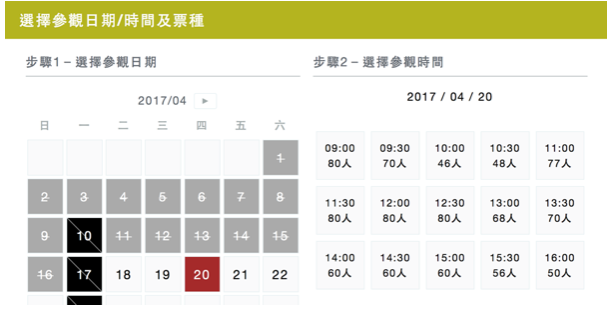 選擇參觀日期/時間及票種
步驟1－選擇參觀日期
2017/04 ►
日 一 二 三 四 五 六
1
2 3 4 5 6 7 8
9 10 11 12 13 14 15
16 17 18 19 20 21 22
步驟2－選擇參觀時間
2017 / 04 / 20
09:00 09:30 10:00 10:30 11:00
80人 70人 46人 48人 77人
11:30 12:00 12:30 13:00 13:30
80人 80人 80人 68人 70人
14:00 14:30 15:00 15:30 16:00
60人 60人 60人 56人 50人